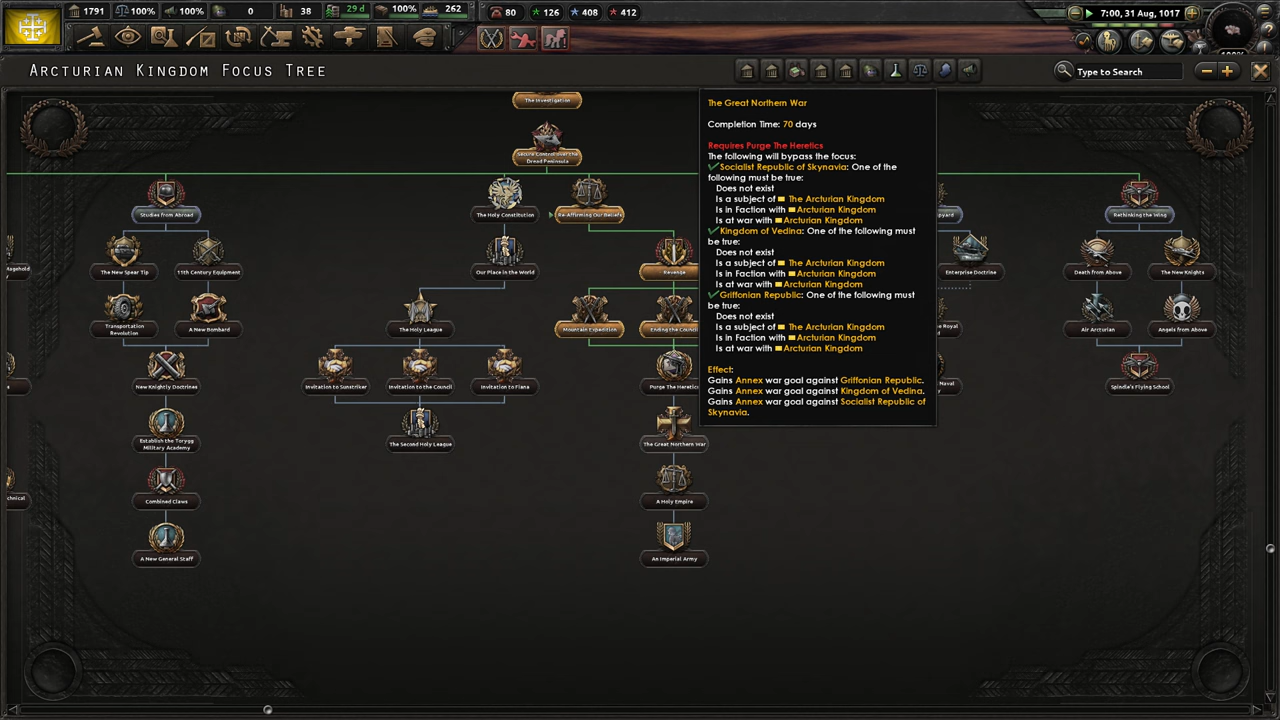 1791
100%
100%
0
38
29 d
100%
262
80
126
408
412
7:00, 31 Aug, 1017
Arcturian Kingdom Focus Tree
Type to Search
The Investigation
Secure Control over the
Dread Peninsula
Studies from Abroad
The Holy Constitution
Re-Affirming Our Beliefs
Rethinking the Wing
The New Spear Tip
11th Century Equipment
Our Place in the World
Revenge
Enterprise Doctrine
Death from Above
The New Knights
Transportation
Revolution
A New Bombard
The Holy League
Mountain Expedition
Ending the Counci
Air Arcturian
Angels from Above
New Knightly Doctrines
Invitation to Sunstriker
Invitation to the Council
Invitation to Flana
Purge The Heretics
Spindle's Flying School
Establish the Torygg
Military Academy
The Second Holy League
The Great Northern War
Combined Claws
A Holy Empire
A New General Staff
An Imperial Army
The Great Northern War
Completion Time: 70 days
Requires Purge The Heretics
The following will bypass the focus:
Socialist Republic of Skynavia: One of the
following must be true:
Does not exist
Is a subject of The Arcturian Kingdom
Is in Faction with Arcturian Kingdom
Is at war with Arcturian Kingdom
Kingdom of Vedina: One of the following must
be true:
Does not exist
Is a subject of The Arcturian Kingdom
Is in Faction with Arcturian Kingdom
Is at war with Arcturian Kingdom
Griffonian Republic: One of the following must
be true:
Does not exist
Is a subject of The Arcturian Kingdom
Is in Faction with Arcturian Kingdom
Is at war with Arcturian Kingdom
Effect:
Gains Annex war goal against Griffonian Republic.
Gains Annex war goal against Kingdom of Vedina.
Gains Annex war goal against Socialist Republic of
Skynavia.